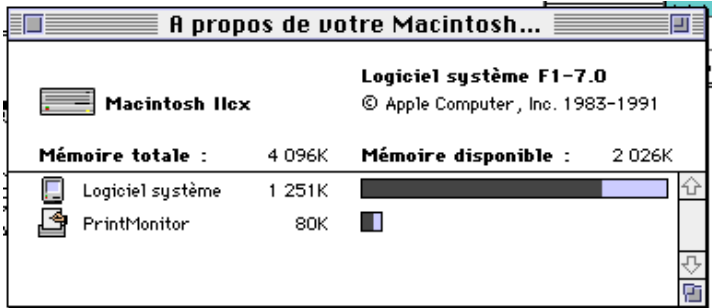 A propos de votre Macintosh...
Logiciel système F1-7.0
Macintosh IIcx © Apple Computer, Inc. 1983-1991
Mémoire totale : 4 096K Mémoire disponible : 2 026K
Logiciel système 1 251K
PrintMonitor 80K